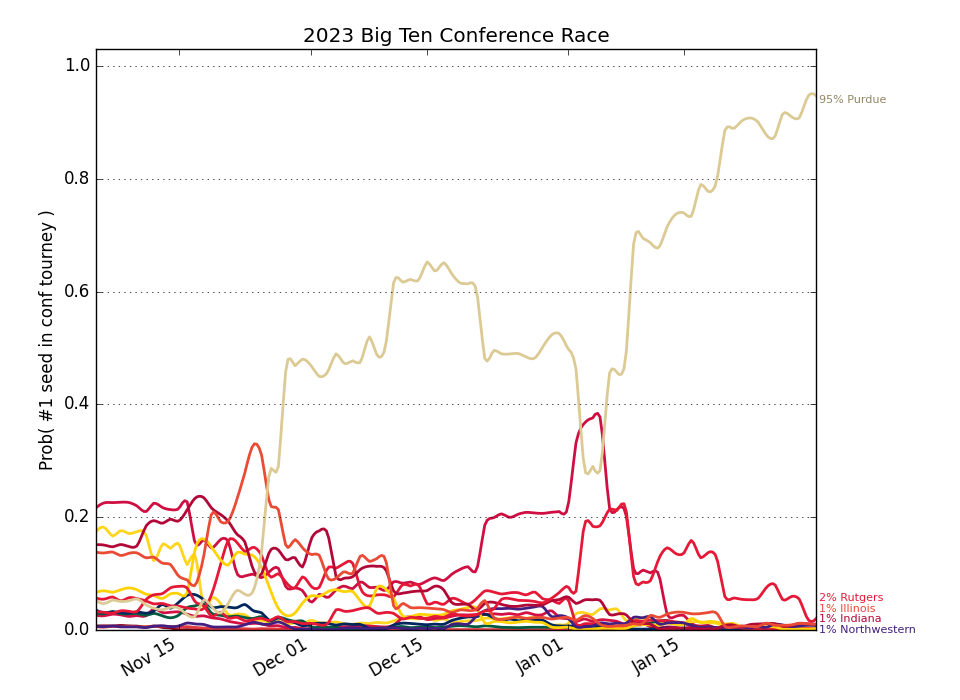 2023 Big Ten Conference Race
Prob( #1 seed in conf tourney )
1.0
0.8
0.6
0.4
0.2
0.0
Nov 15
Dec 01
Dec 15
Jan 01
Jan 15
95% Purdue
2% Rutgers
1% Illinois
1% Indiana
1% Northwestern